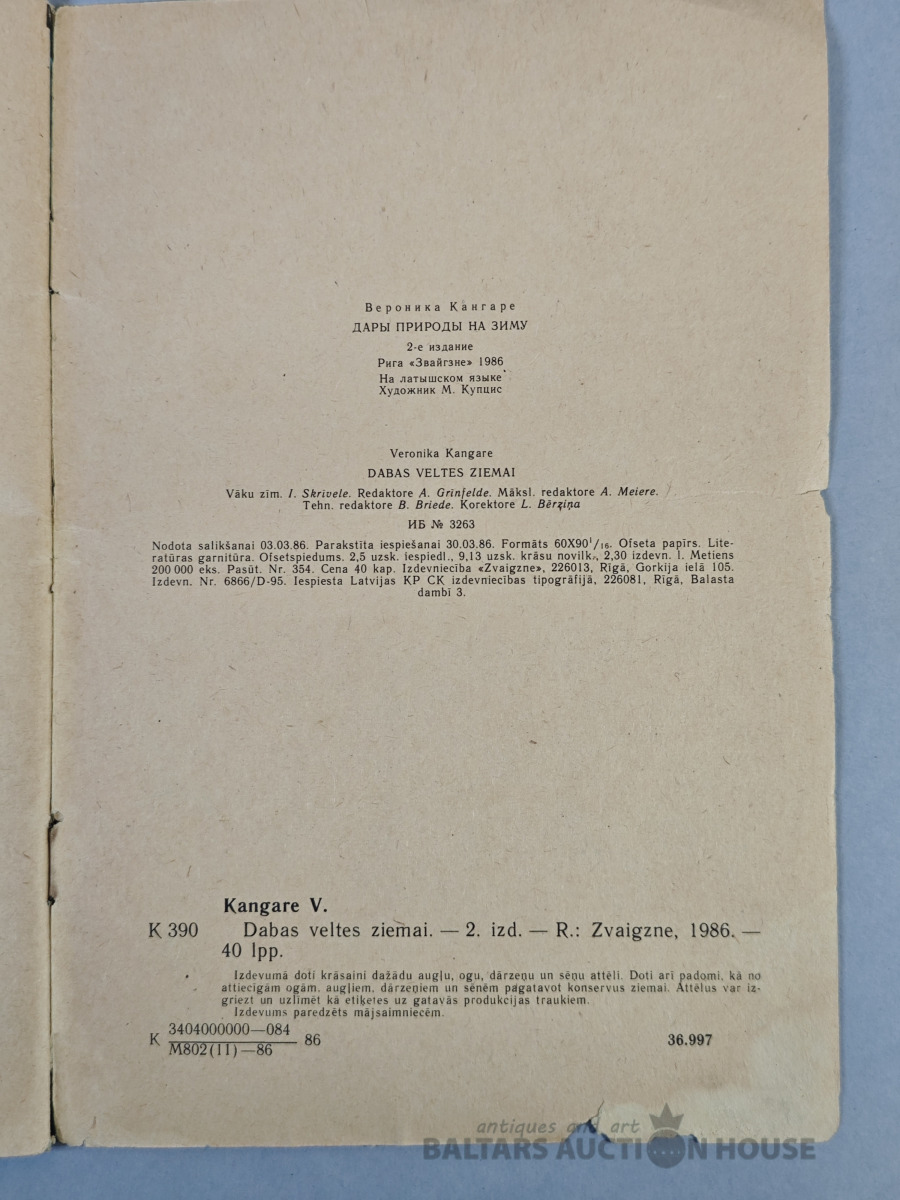 Вероника Кангаре
ДАРЫ ПРИРОДЫ НА ЗИМУ
2-е издание
Рига «Звайгзне» 1986
На латышском языке
Художник М. Купцис
Veronika Kangare
DABAS VELTES ZIEMAI
Vāku zīm. I. Skrivele. Redaktore A. Grinfelde. Māksl. redaktore A. Meiere.
Tehn. redaktore B. Briede. Korektore L. Bērziņa
ИБ № 3263
Nodota salikšanai 03.03.86. Parakstīta iespiešanai 30.03.86. Formāts 60X90¹/₁₆. Ofseta papīrs. Lite-
ratūras garnitūra. Ofsetspiedums. 2,5 uzsk. iespiedl., 9,13 uzsk. krāsu novilk., 2,30 izdevn. l. Metiens
200 000 eks. Pasūt. Nr. 354. Cena 40 kap. Izdevniecība «Zvaigzne», 226013, Rīgā, Gorkija ielā 105.
Izdevn. Nr. 6866/D-95. Iespiesta Latvijas KP CK izdevniecības tipogrāfijā, 226081, Rīgā, Balasta
dambī 3.
Kangare V.
K 390 Dabas veltes ziemai. — 2. izd. — R.: Zvaigzne, 1986. —
40 lpp.
Izdevumā doti krāsaini dažādu augļu, ogu, dārzeņu un sēņu attēli. Doti arī padomi, kā no
attiecīgām ogām, augļiem, dārzeņiem un sēnēm pagatavot konservus ziemai. Attēlus var iz-
griezt un uzlīmēt kā etiķetes uz gatavās produkcijas traukiem.
Izdevums paredzēts mājsaimniecēm.
3404000000—084
K 86 36.997
M802(11)—86
antiques and art
BALTARS AUCTION HOUSE